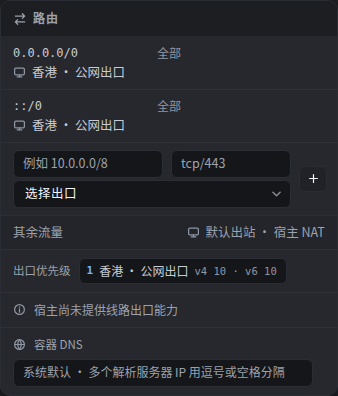 路由
0.0.0.0/0 全部
香港 · 公网出口
::/0 全部
香港 · 公网出口
例如 10.0.0.0/8 tcp/443
选择出口
+
其余流量 默认出站 · 宿主 NAT
出口优先级 1 香港 · 公网出口 v4 10 · v6 10
宿主尚未提供线路出口能力
容器 DNS
系统默认 · 多个解析服务器 IP 用逗号或空格分隔